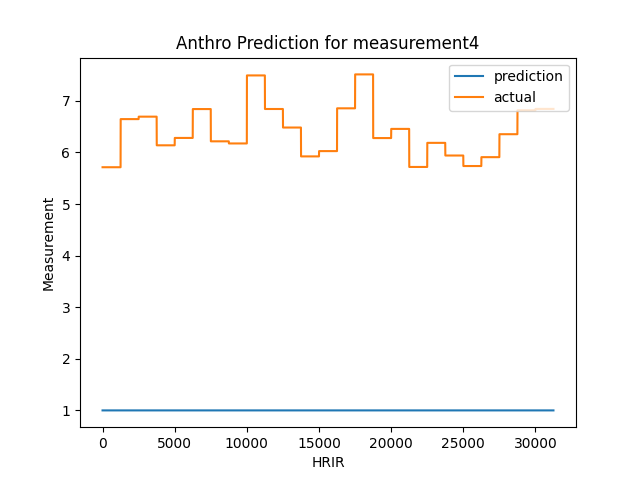 Anthro Prediction for measurement4
prediction
actual
7
6
5
4
3
2
1
Measurement
0
5000
10000
15000
20000
25000
30000
HRIR